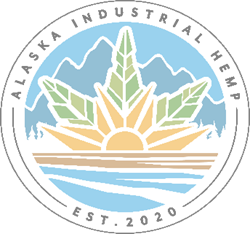 ALASKA INDUSTRIAL HEMP
EST. 2020